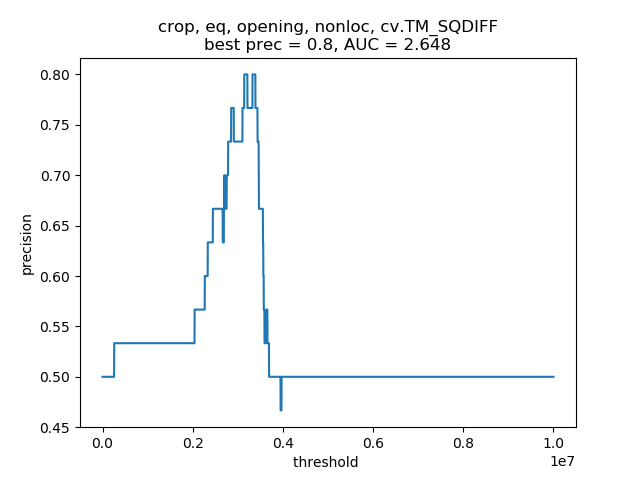 crop, eq, opening, nonloc, cv.TM_SQDIFF
best prec = 0.8, AUC = 2.648
0.80
0.75
0.70
0.65
0.60
0.55
0.50
0.45
precision
0.0 0.2 0.4 0.6 0.8 1.0
1e7
threshold